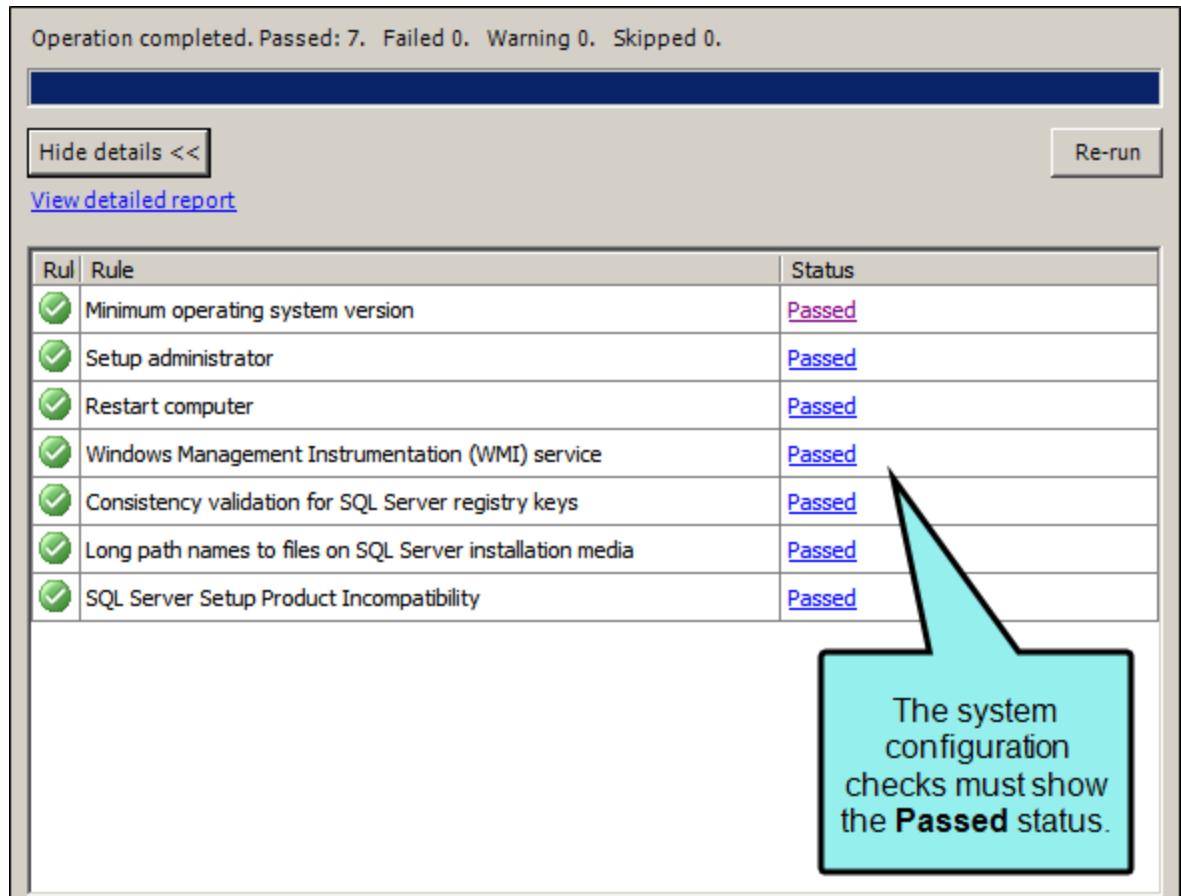 Operation completed. Passed: 7.   Failed 0.   Warning 0.   Skipped 0.
Hide details <<
Re-run
View detailed report
Rul Rule Status
Minimum operating system version Passed
Setup administrator Passed
Restart computer Passed
Windows Management Instrumentation (WMI) service Passed
Consistency validation for SQL Server registry keys Passed
Long path names to files on SQL Server installation media Passed
SQL Server Setup Product Incompatibility Passed
The system
configuration
checks must show
the Passed status.